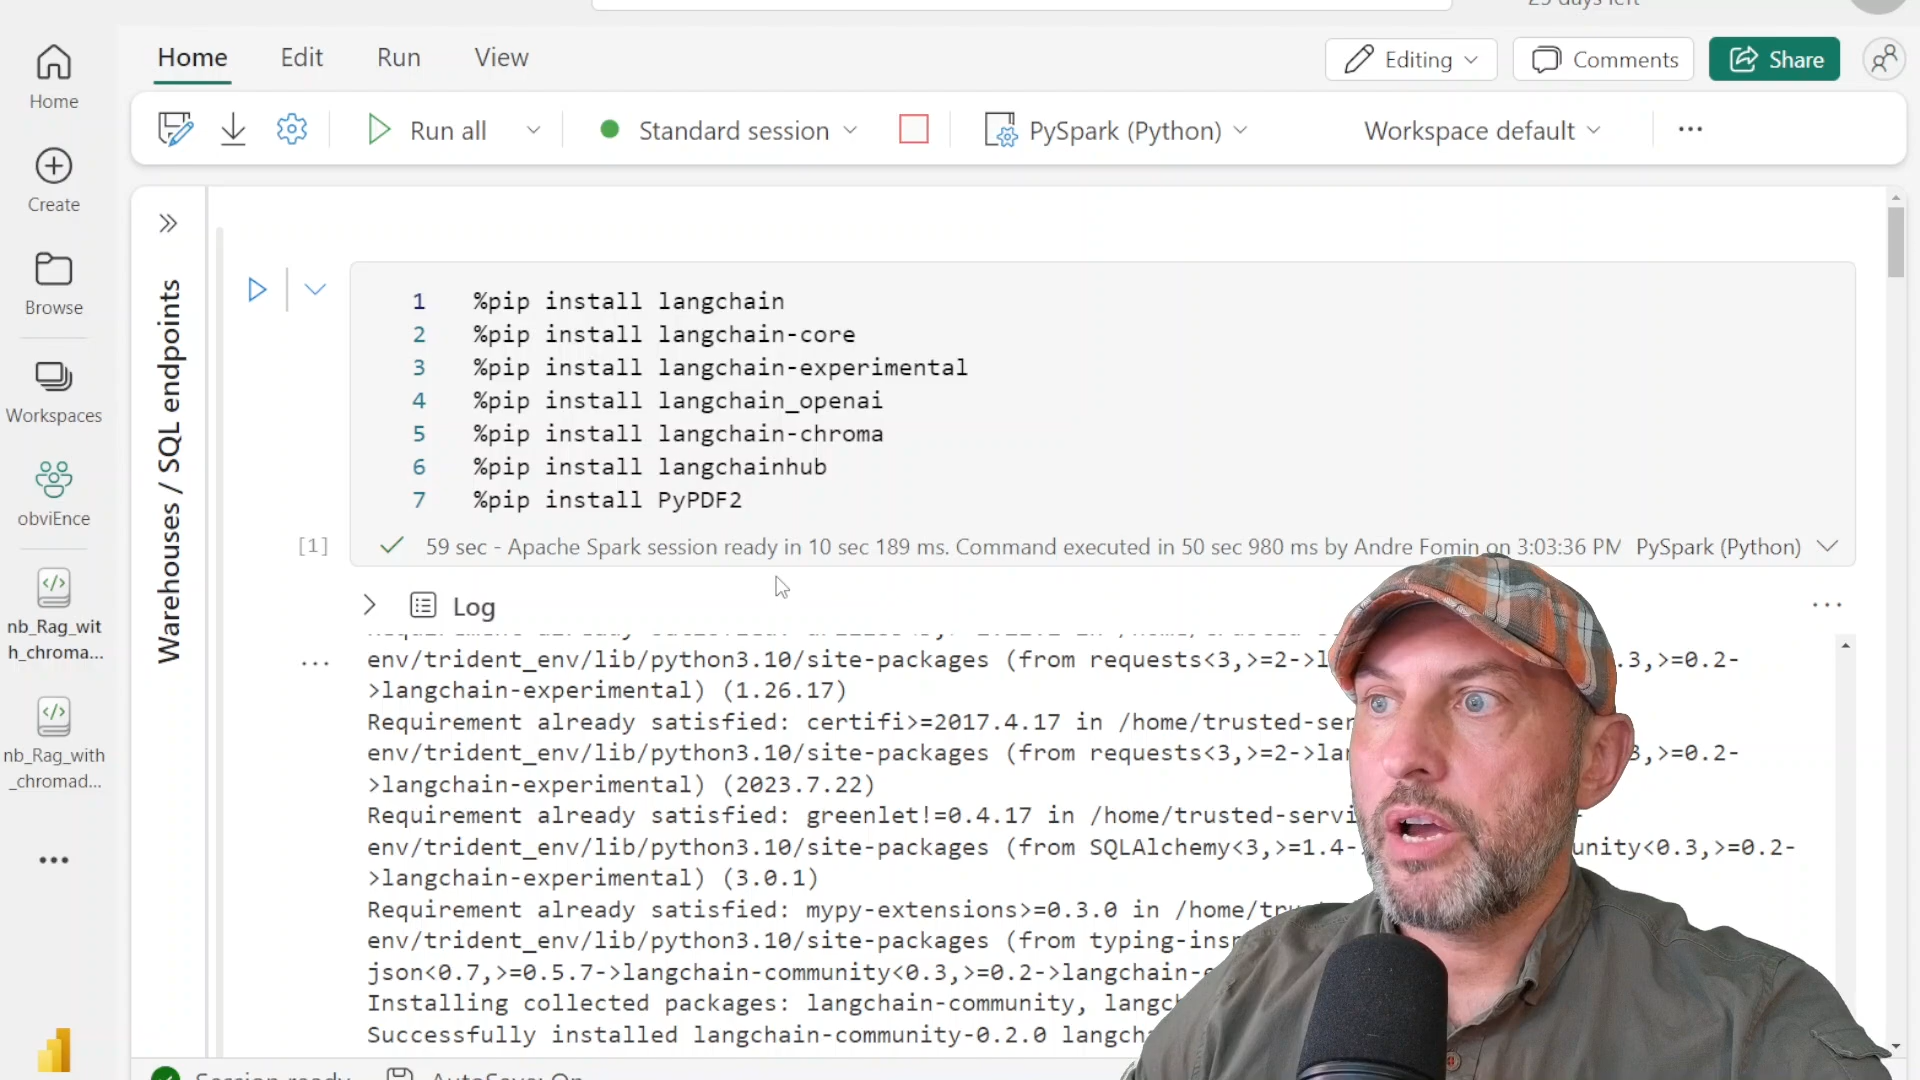 Home
Edit
Run
View
Editing
Comments
Share
Run all
Standard session
PySpark (Python)
Workspace default
...
Home
Create
Browse
Workspaces
obviEnce
nb_Rag_wit
h_chroma...
nb_Rag_with
_chromad...
Warehouses / SQL endpoints
1 %pip install langchain
2 %pip install langchain-core
3 %pip install langchain-experimental
4 %pip install langchain_openai
5 %pip install langchain-chroma
6 %pip install langchainhub
7 %pip install PyPDF2
[1]
59 sec - Apache Spark session ready in 10 sec 189 ms. Command executed in 50 sec 980 ms by Andre Fomin on 3:03:36 PM
PySpark (Python)
Log
env/trident_env/lib/python3.10/site-packages (from requests<3,>=2->l .3,>=0.2-
>langchain-experimental) (1.26.17)
Requirement already satisfied: certifi>=2017.4.17 in /home/trusted-ser
env/trident_env/lib/python3.10/site-packages (from requests<3,>=2->la 3,>=0.2-
>langchain-experimental) (2023.7.22)
Requirement already satisfied: greenlet!=0.4.17 in /home/trusted-servi
env/trident_env/lib/python3.10/site-packages (from SQLAlchemy<3,>=1.4- unity<0.3,>=0.2-
>langchain-experimental) (3.0.1)
Requirement already satisfied: mypy-extensions>=0.3.0 in /home/tru
env/trident_env/lib/python3.10/site-packages (from typing-insp
json<0.7,>=0.5.7->langchain-community<0.3,>=0.2->langchain-e
Installing collected packages: langchain-community, langc
Successfully installed langchain-community-0.2.0 langch
Session ready
AutoSave: On